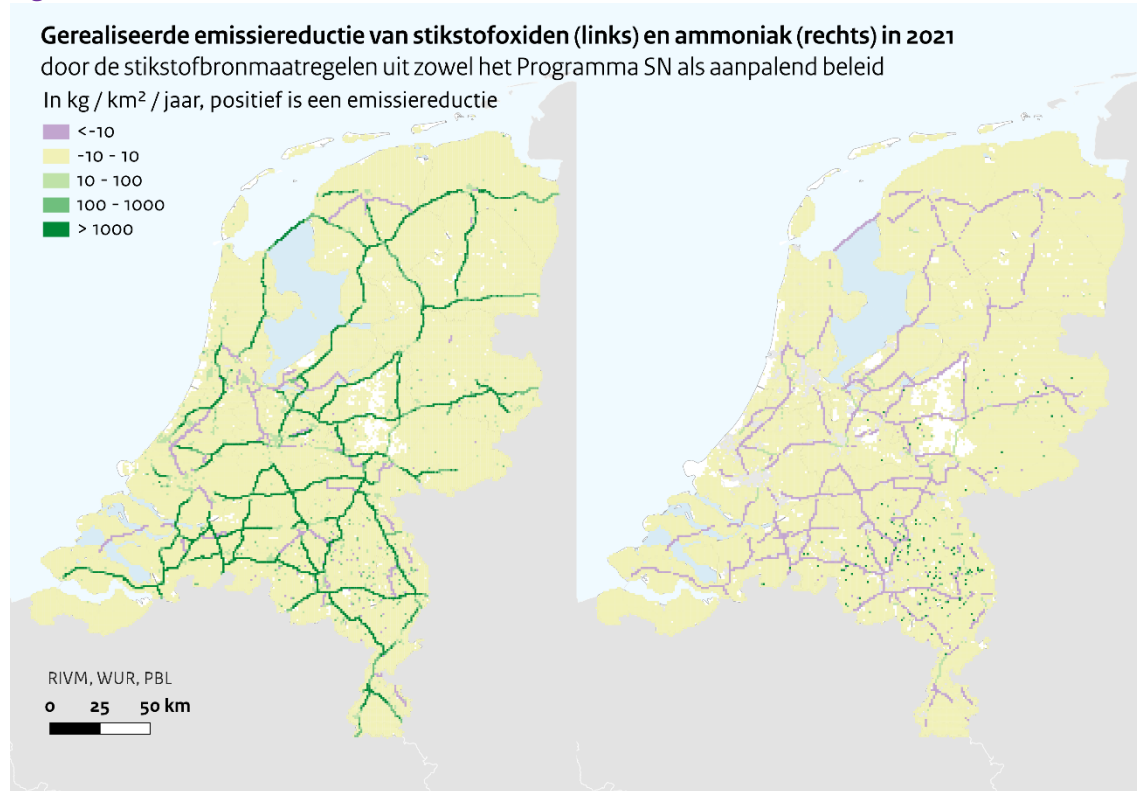 Gerealiseerde emissiereductie van stikstofoxiden (links) en ammoniak (rechts) in 2021
door de stikstofbronmaatregelen uit zowel het Programma SN als aanpalend beleid
In kg / km² / jaar, positief is een emissiereductie
<-10
-10 - 10
10 - 100
100 - 1000
> 1000
RIVM, WUR, PBL
0 25 50 km